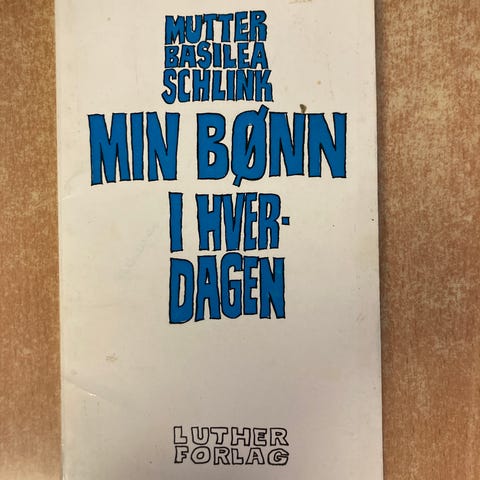 MUTTER
BASILEA
SCHLINK
MIN BØNN
I HVER-
DAGEN
LUTHER
FORLAG